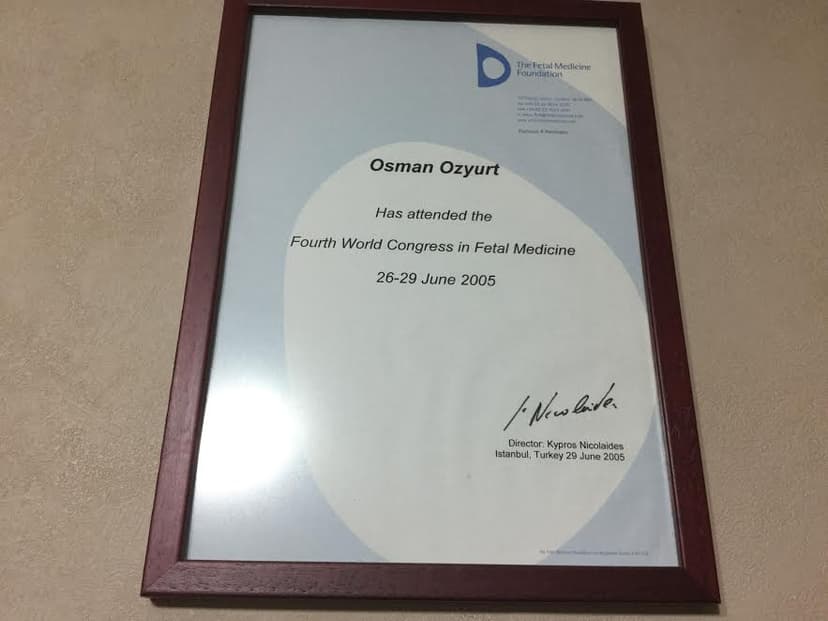 The Fetal Medicine
Foundation
Osman Ozyurt
Has attended the
Fourth World Congress in Fetal Medicine
26-29 June 2005
Director: Kypros Nicolaides
Istanbul, Turkey 29 June 2005